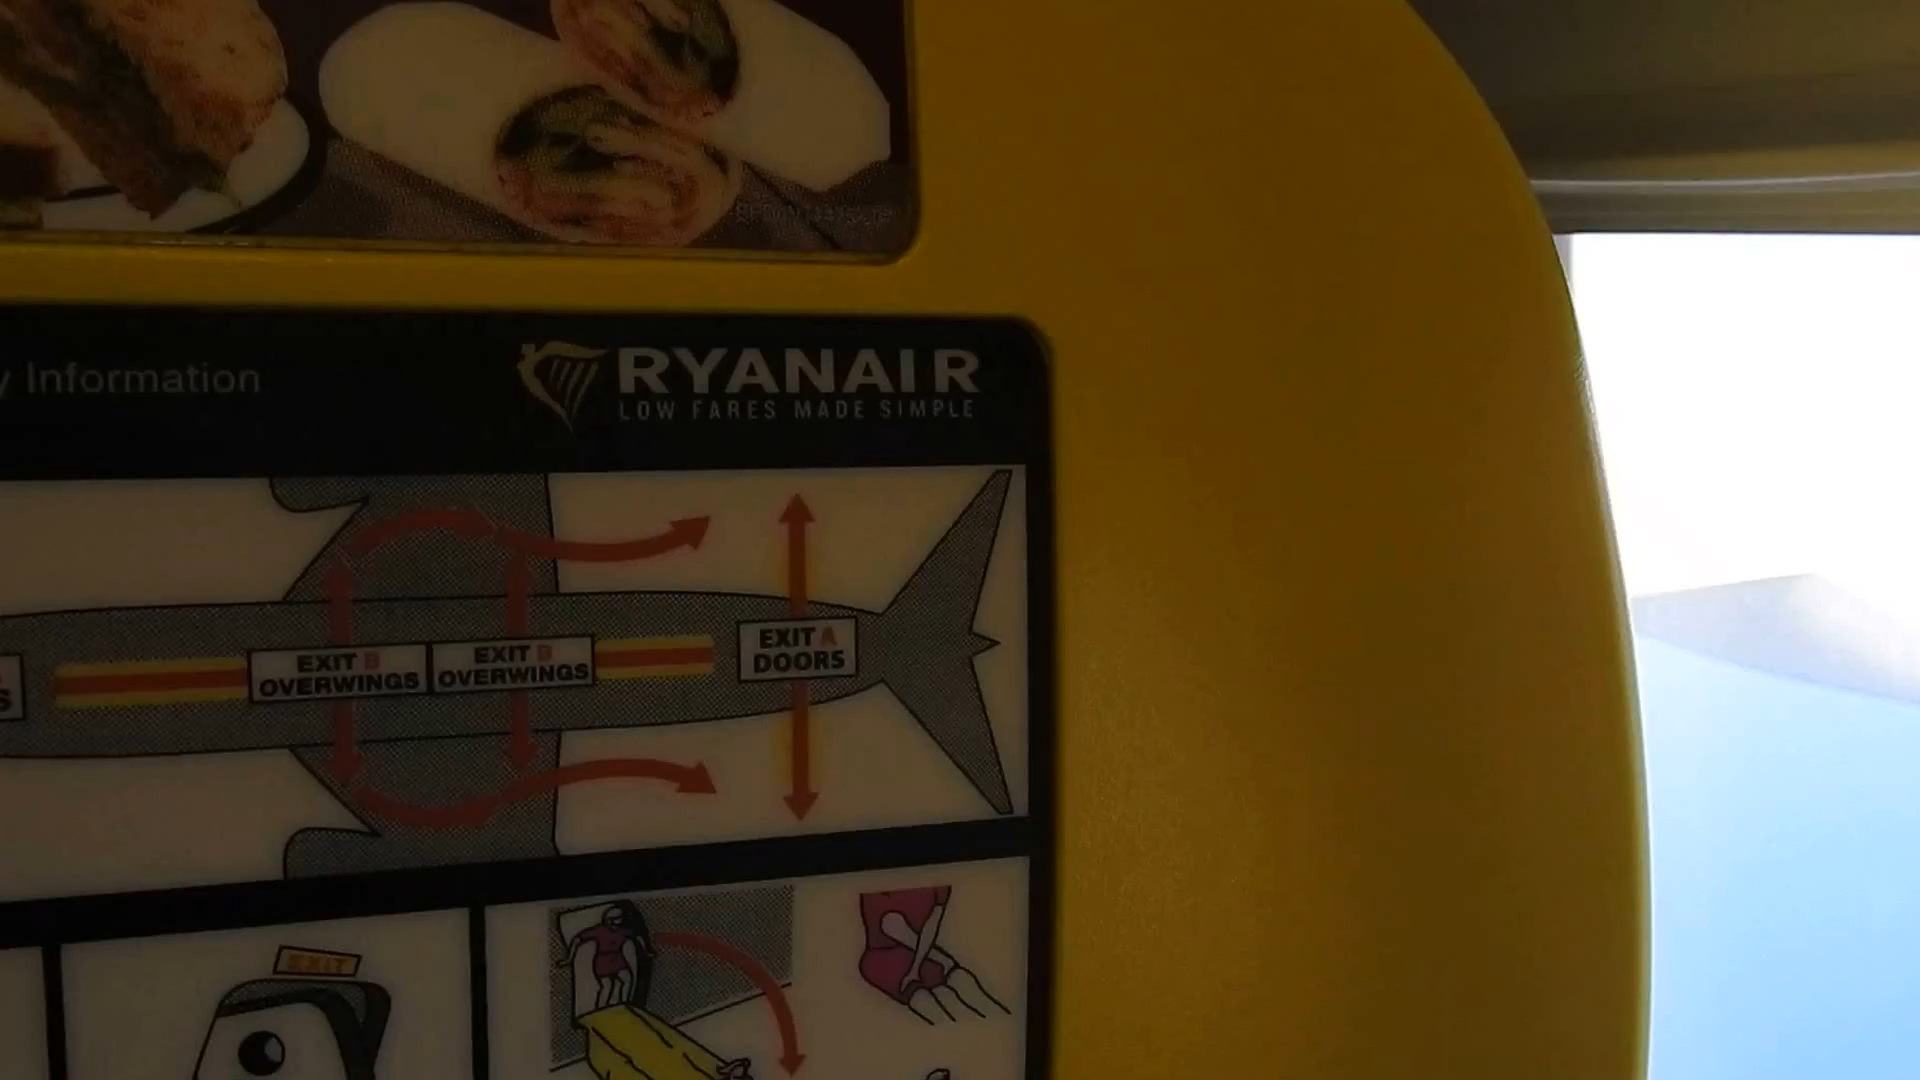 Information
RYANAIR
LOW FARES MADE SIMPLE
EXIT B
OVERWINGS
EXIT B
OVERWINGS
EXIT A
DOORS
EXIT